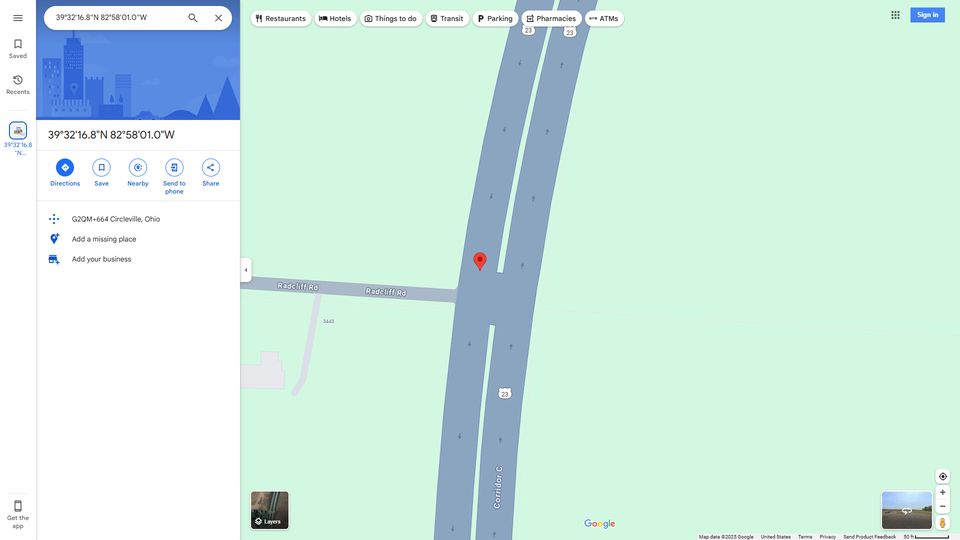 39°32'16.8"N 82°58'01.0"W
Restaurants
Hotels
Things to do
Transit
Parking
Pharmacies
ATMs
Sign in
Saved
Recents
39°32'16.8
"N...
39°32'16.8"N 82°58'01.0"W
Directions
Save
Nearby
Send to
phone
Share
G2QM+664 Circleville, Ohio
Add a missing place
Add your business
Get the
app
23
23
Radcliff Rd
Radcliff Rd
3443
23
Corridor C
Layers
Google
Map data ©2025 Google
United States
Terms
Privacy
Send Product Feedback
50 ft